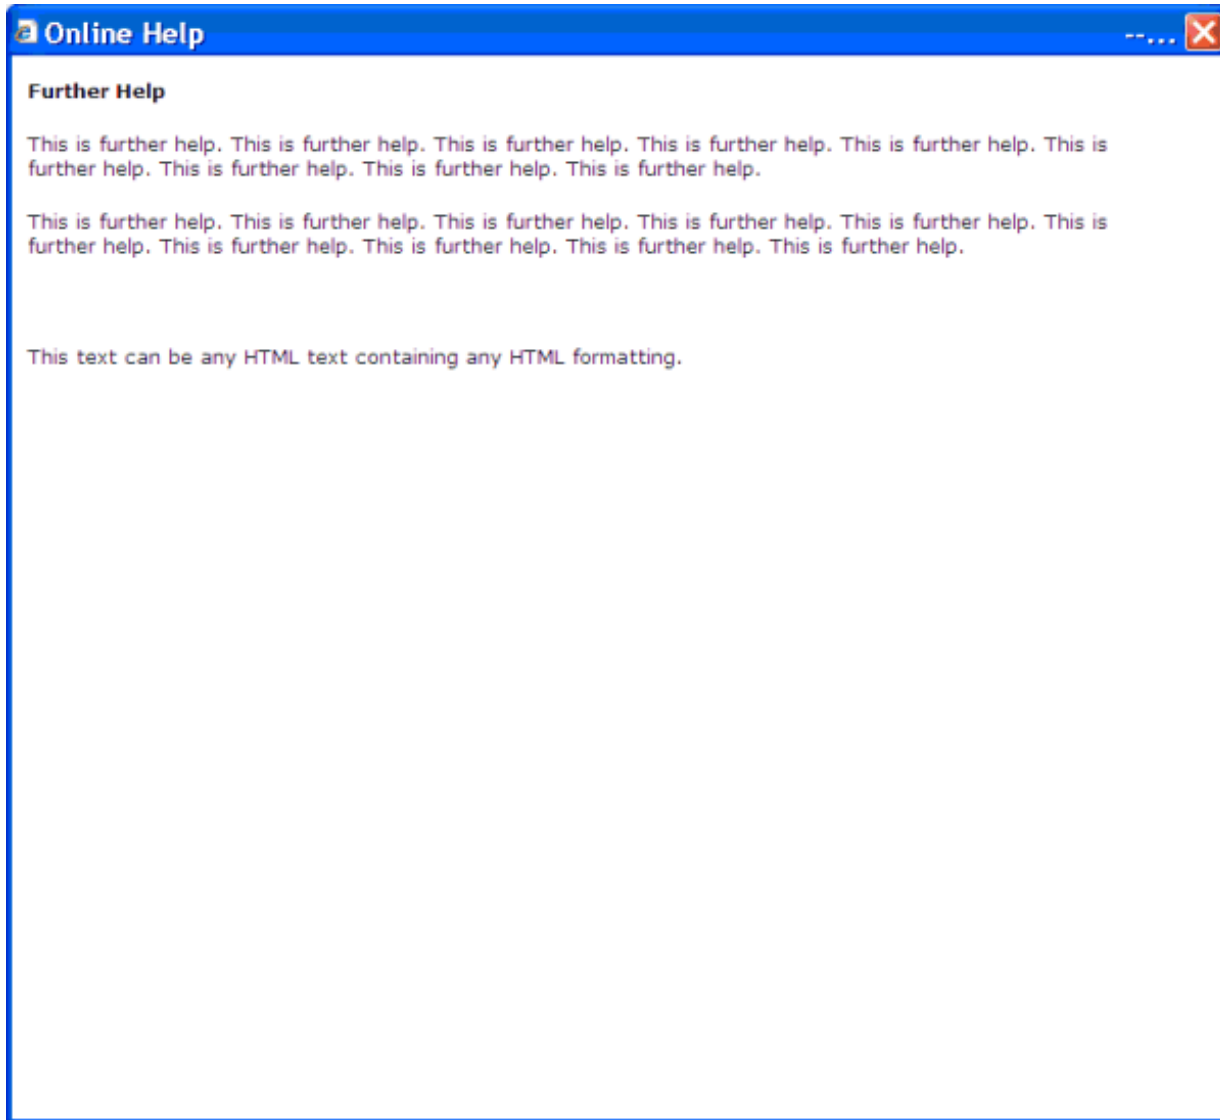 Online Help
--...
Further Help
This is further help. This is further help. This is further help. This is further help. This is further help. This is
further help. This is further help. This is further help. This is further help.
This is further help. This is further help. This is further help. This is further help. This is further help. This is
further help. This is further help. This is further help. This is further help. This is further help.
This text can be any HTML text containing any HTML formatting.